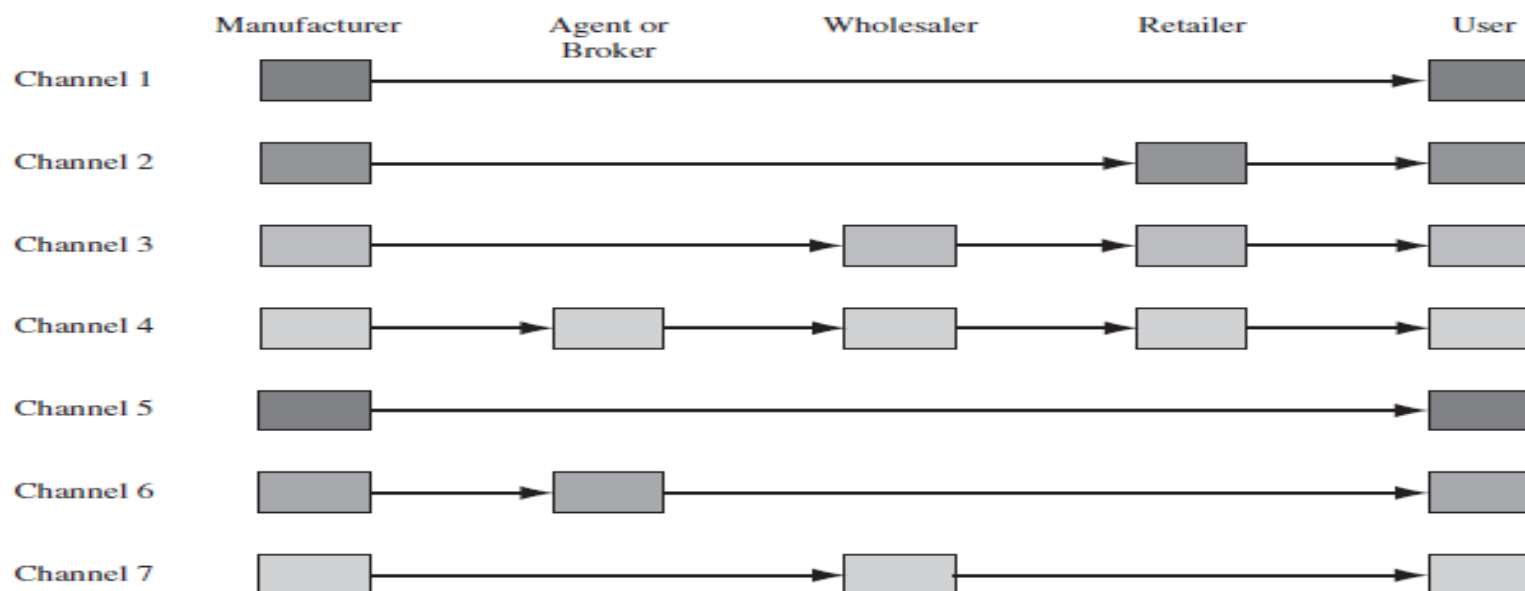 Manufacturer Agent or Wholesaler Retailer User
Broker
Channel 1
Channel 2
Channel 3
Channel 4
Channel 5
Channel 6
Channel 7